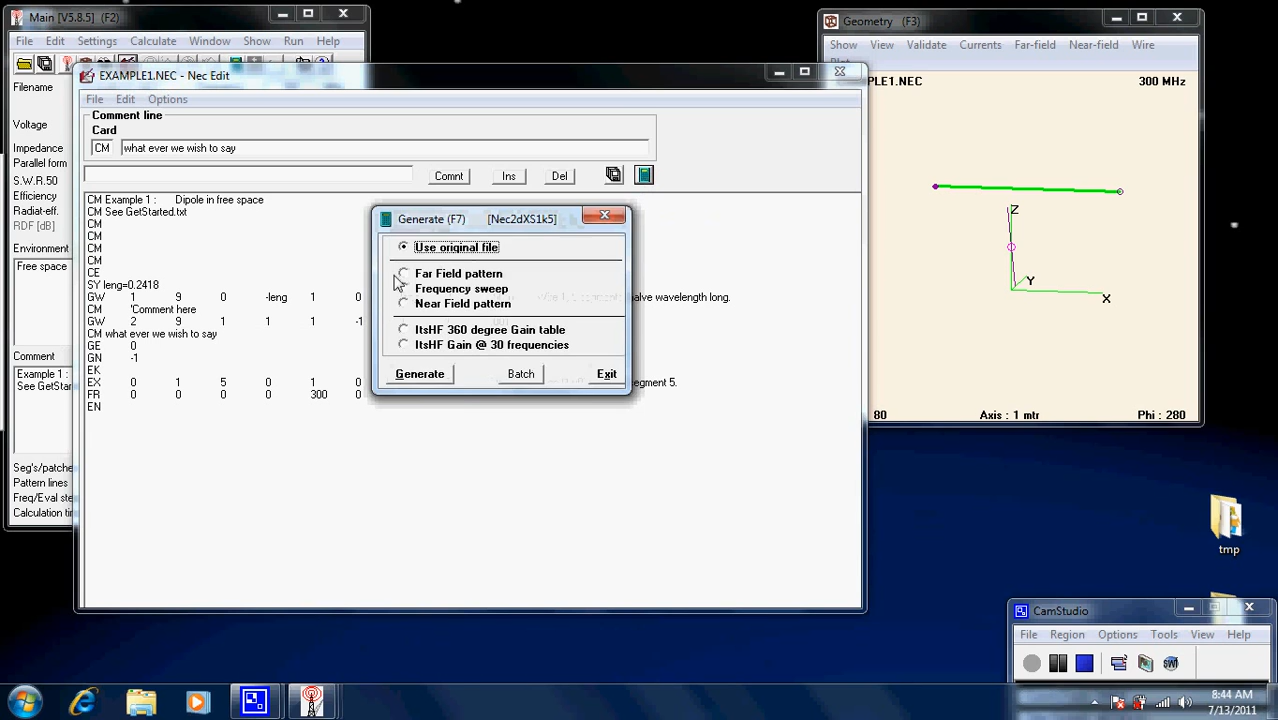 Main [V5.8.5] (F2)
File Edit Settings Calculate Window Show Run Help
Filename
Voltage
Impedance
Parallel form
S.W.R.50
Efficiency
Radiat-eff.
RDF [dB]
Environment
Free space
Comment
Example 1 :
See GetStar
Seg's/patche
Pattern lines
Freq/Eval ste
Calculation ti
EXAMPLE1.NEC - Nec Edit
File Edit Options
Comment line
Card
CM what ever we wish to say
Comnt Ins Del
CM Example 1 : Dipole in free space
CM See GetStarted.txt
CM
CM
CM
CM
CE
SY len=0.2418
GW 1 9 0 -len 1 0 halve wavelength long.
CM 'Comment here
GW 2 9 1 1 1 -1
CM what ever we wish to say
GE 0
GN -1
EK
EX 0 1 5 0 1 0 egment 5.
FR 0 0 0 0 300 0
EN
Generate (F7) [Nec2dXS1k5]
Use original file
Far Field pattern
Frequency sweep
Near Field pattern
ItsHF 360 degree Gain table
ItsHF Gain @ 30 frequencies
Generate Batch Exit
Geometry (F3)
Show View Validate Currents Far-field Near-field Wire
Plot
PLE1.NEC 300 MHz
Z
Y
X
80 Axis : 1 mtr Phi : 280
tmp
CamStudio
File Region Options Tools View Help
SWF
8:44 AM
7/13/2011